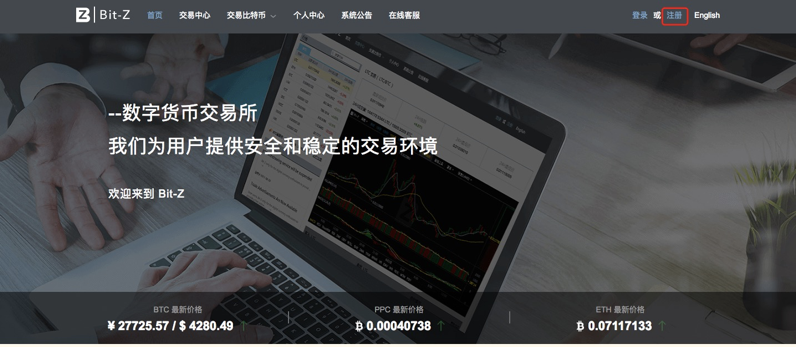 Bit-Z 首页 交易中心 交易比特币 个人中心 系统公告 在线客服 登录 或 注册 English
--数字货币交易所
我们为用户提供安全和稳定的交易环境
欢迎来到 Bit-Z
BTC 最新价格 PPC 最新价格 ETH 最新价格
¥ 27725.57 / $ 4280.49 ↑ ฿ 0.00040738 ↑ ฿ 0.07117133 ↑